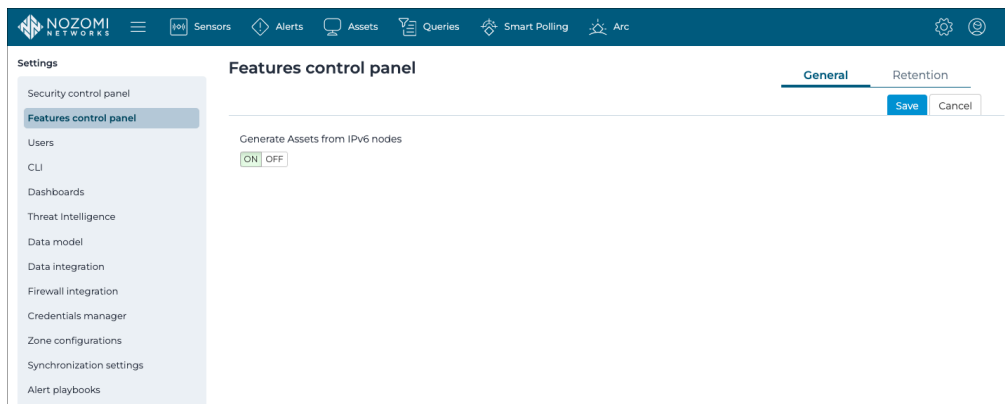 NOZOMI
NETWORKS
Sensors
Alerts
Assets
Queries
Smart Polling
Arc
Settings
Security control panel
Features control panel
Users
CLI
Dashboards
Threat Intelligence
Data model
Data integration
Firewall integration
Credentials manager
Zone configurations
Synchronization settings
Alert playbooks
Features control panel
General
Retention
Save
Cancel
Generate Assets from IPv6 nodes
ON OFF